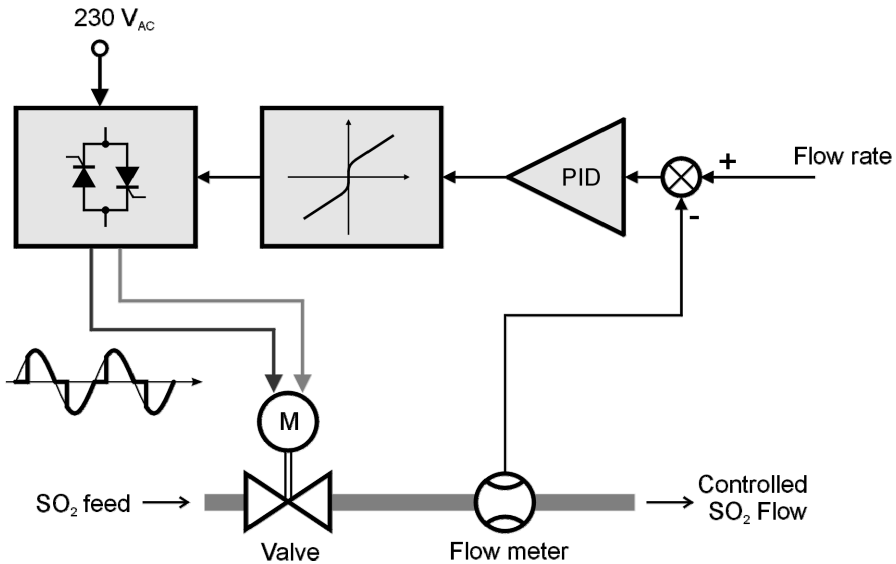 230 V_AC
Flow rate
+
PID
-
M
SO₂ feed
Controlled
SO₂ Flow
Valve
Flow meter